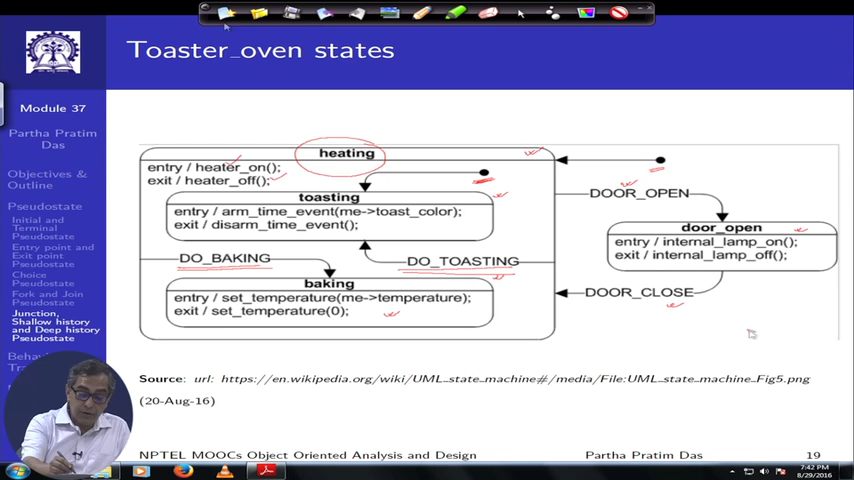 Toaster_oven states
Module 37
Partha Pratim
Das
Objectives &
Outline
Pseudostate
Initial and
Terminal
Pseudostate
Entry point and
Exit point
Pseudostate
Choice
Pseudostate
Fork and Join
Pseudostate
Junction,
Shallow history
and Deep history
Pseudostate
heating
entry / heater_on();
exit / heater_off();
toasting
entry / arm_time_event(me->toast_color);
exit / disarm_time_event();
DO_BAKING
DO_TOASTING
baking
entry / set_temperature(me->temperature);
exit / set_temperature(0);
DOOR_OPEN
door_open
entry / internal_lamp_on();
exit / internal_lamp_off();
DOOR_CLOSE
Source: url: https://en.wikipedia.org/wiki/UML_state_machine#/media/File:UML_state_machine_Fig5.png
(20-Aug-16)
NPTEL MOOCs Object Oriented Analysis and Design
Partha Pratim Das
19
7:42 PM
8/29/2016